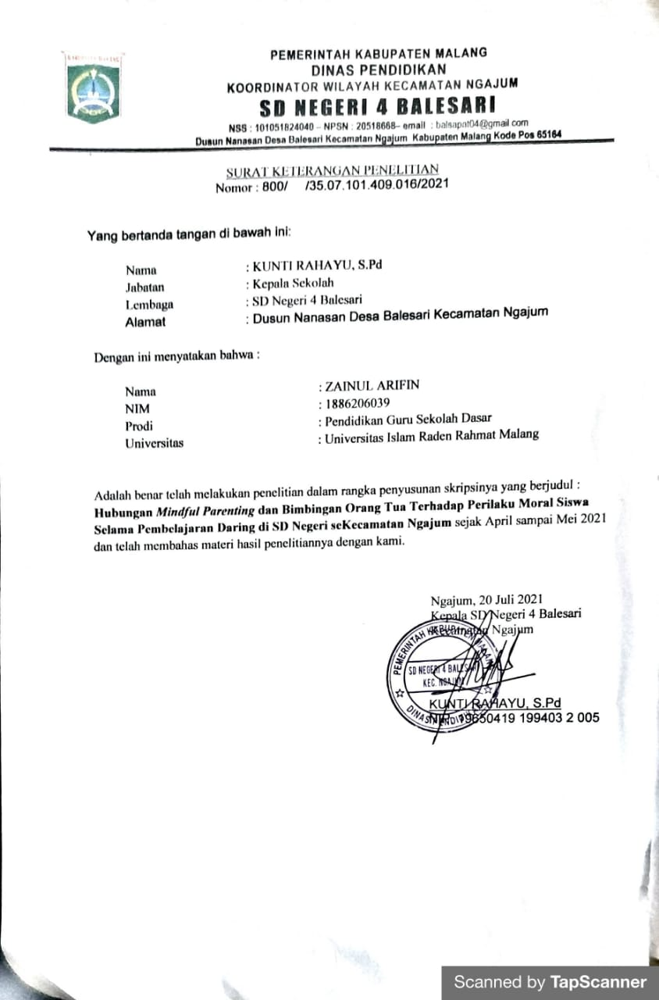 KABUPATEN MALANG
PEMERINTAH KABUPATEN MALANG
DINAS PENDIDIKAN
KOORDINATOR WILAYAH KECAMATAN NGAJUM
SD NEGERI 4 BALESARI
NSS : 101051824040 – NPSN : 20518668– email : balsapat04@gmail com
Dusun Nanasan Desa Balesari Kecamatan Ngajum Kabupaten Malang Kode Pos 65164
SURAT KETERANGAN PENELITIAN
Nomor : 800/ /35.07.101.409.016/2021
Yang bertanda tangan di bawah ini:
Nama : KUNTI RAHAYU, S.Pd
Jabatan : Kepala Sekolah
Lembaga : SD Negeri 4 Balesari
Alamat : Dusun Nanasan Desa Balesari Kecamatan Ngajum
Dengan ini menyatakan bahwa :
Nama : ZAINUL ARIFIN
NIM : 1886206039
Prodi : Pendidikan Guru Sekolah Dasar
Universitas : Universitas Islam Raden Rahmat Malang
Adalah benar telah melakukan penelitian dalam rangka penyusunan skripsinya yang berjudul :
Hubungan Mindful Parenting dan Bimbingan Orang Tua Terhadap Perilaku Moral Siswa
Selama Pembelajaran Daring di SD Negeri seKecamatan Ngajum sejak April sampai Mei 2021
dan telah membahas materi hasil penelitiannya dengan kami.
Ngajum, 20 Juli 2021
Kepala SD Negeri 4 Balesari
Kecamatan Ngajum
PEMERINTAH KABUPATEN MALANG
SD NEGERI 4 BALESARI
KEC. NGAJUM
DINAS PENDIDIKAN
KUNTI RAHAYU, S.Pd
NIP. 19650419 199403 2 005
Scanned by TapScanner